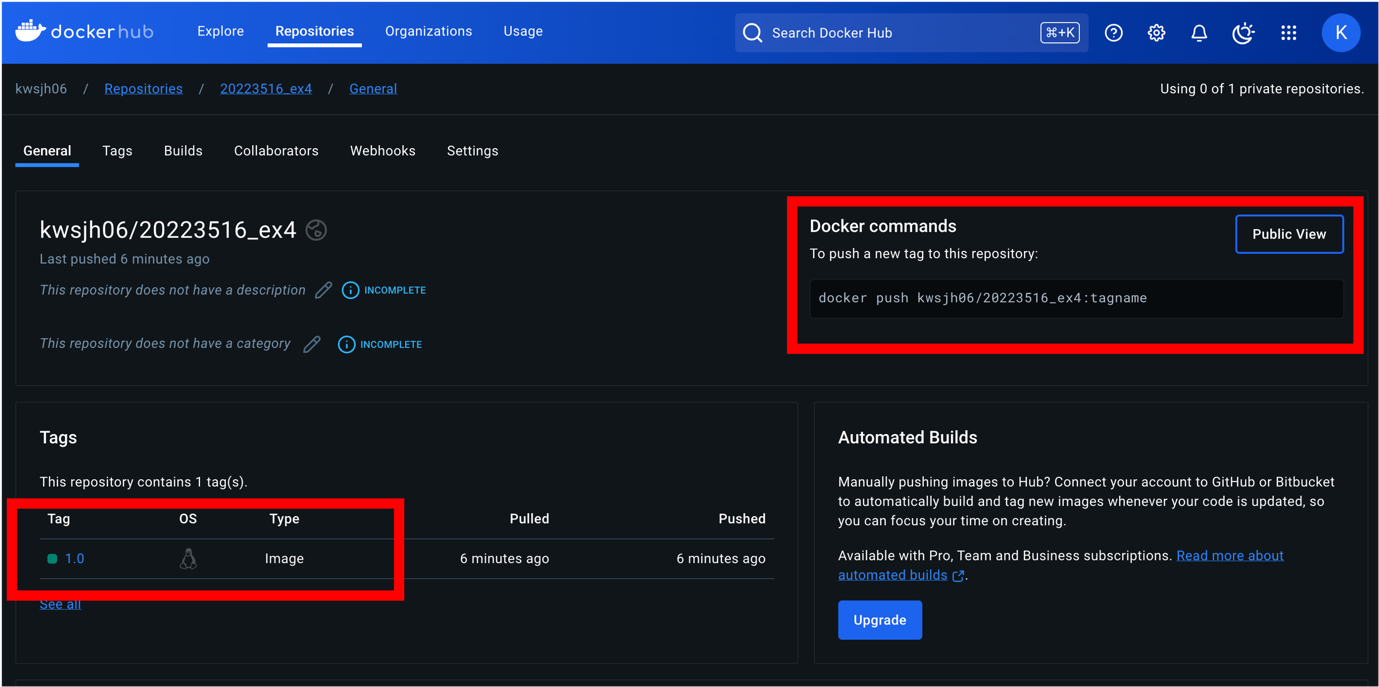 dockerhub
Explore Repositories Organizations Usage
Search Docker Hub ⌘+K
K
kwsjh06 / Repositories / 20223516_ex4 / General
Using 0 of 1 private repositories.
General Tags Builds Collaborators Webhooks Settings
kwsjh06/20223516_ex4
Last pushed 6 minutes ago
This repository does not have a description INCOMPLETE
This repository does not have a category INCOMPLETE
Docker commands
Public View
To push a new tag to this repository:
docker push kwsjh06/20223516_ex4:tagname
Tags
This repository contains 1 tag(s).
Tag OS Type Pulled Pushed
1.0 Image 6 minutes ago 6 minutes ago
See all
Automated Builds
Manually pushing images to Hub? Connect your account to GitHub or Bitbucket
to automatically build and tag new images whenever your code is updated, so
you can focus your time on creating.
Available with Pro, Team and Business subscriptions. Read more about
automated builds.
Upgrade